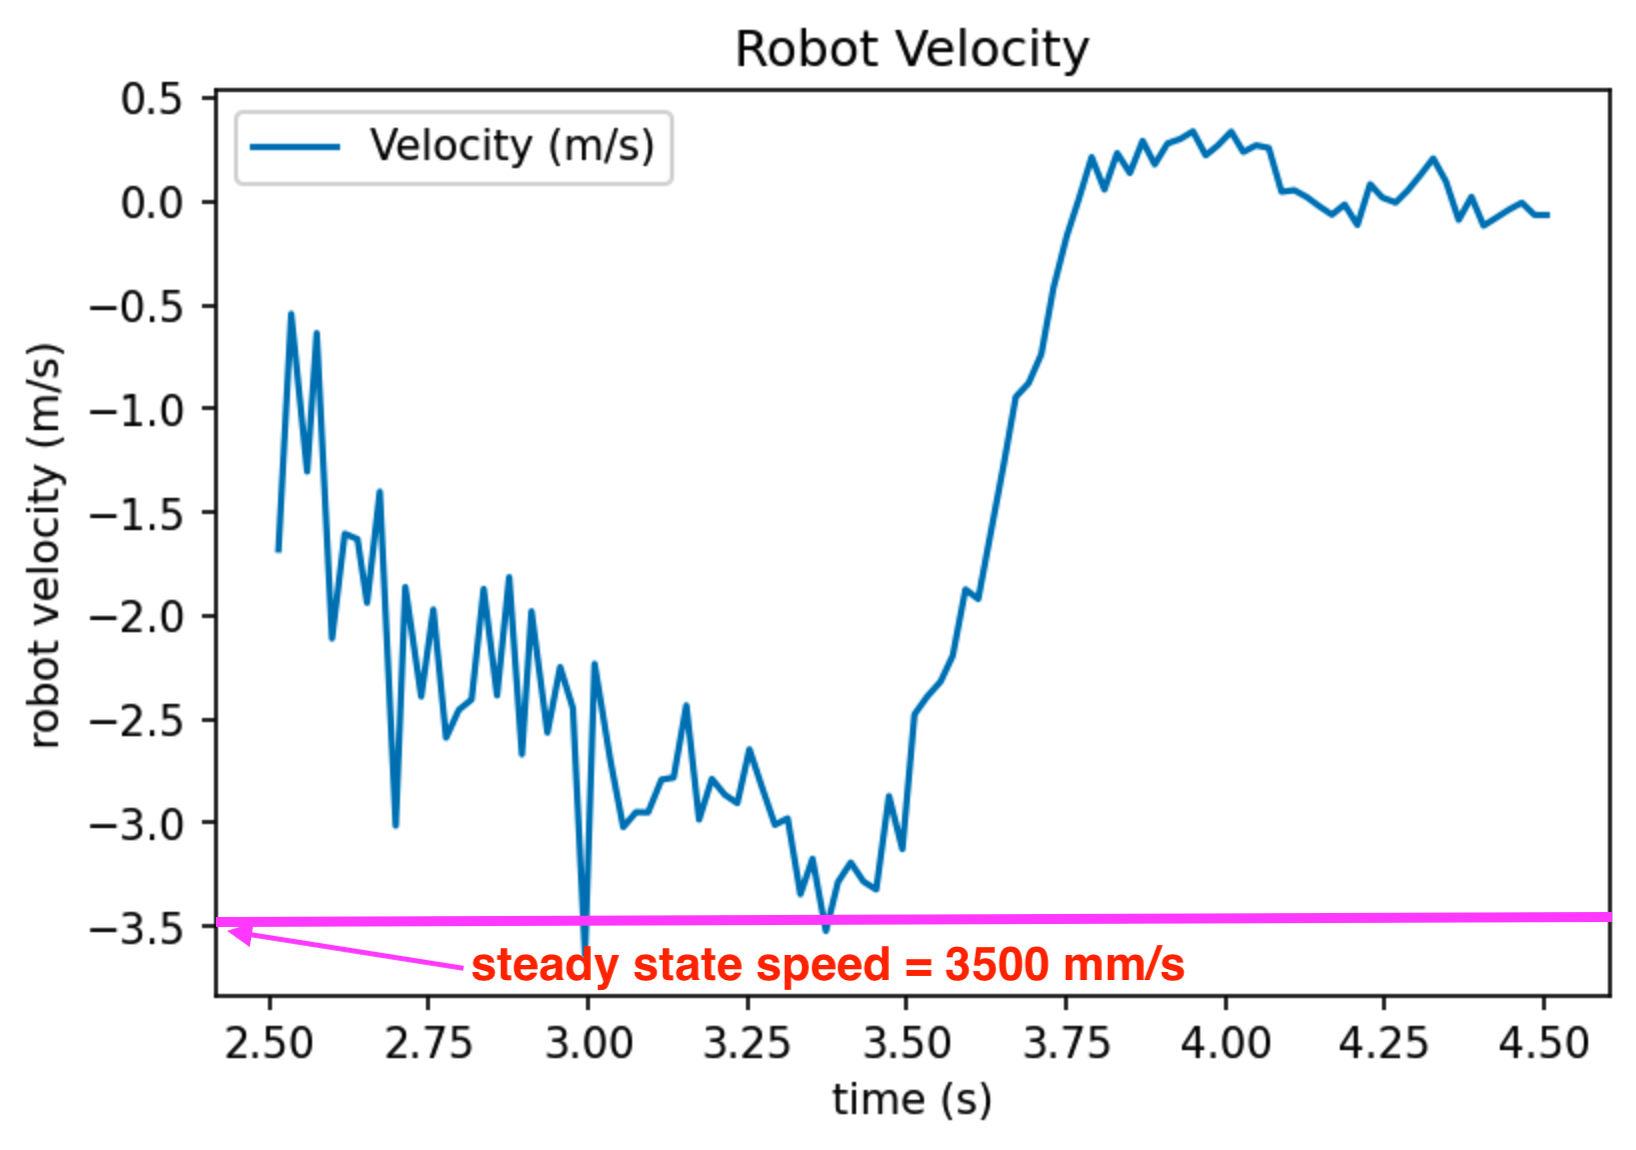 Robot Velocity
Velocity (m/s)
0.5
0.0
−0.5
−1.0
−1.5
−2.0
−2.5
−3.0
−3.5
robot velocity (m/s)
steady state speed = 3500 mm/s
2.50 2.75 3.00 3.25 3.50 3.75 4.00 4.25 4.50
time (s)